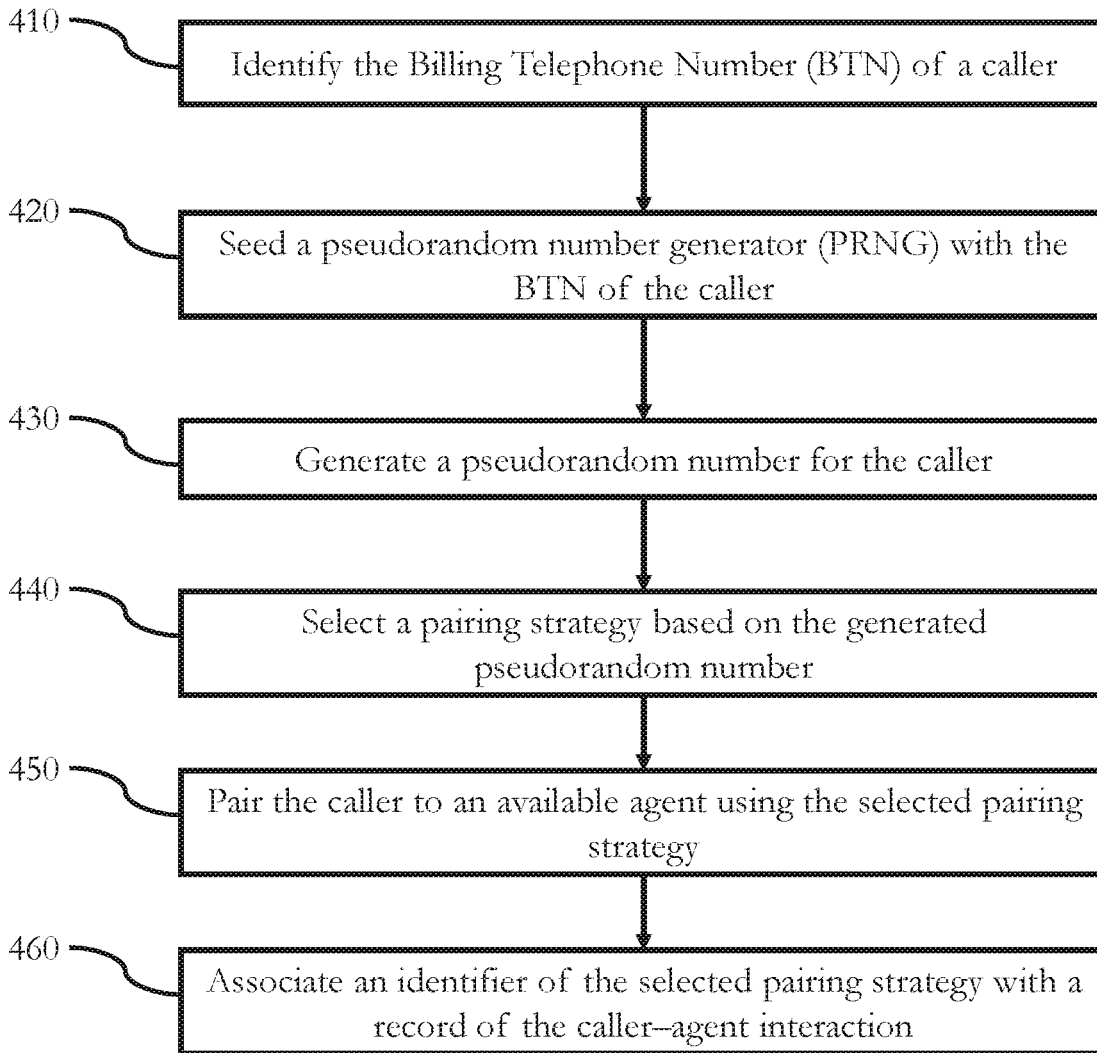 410
Identify the Billing Telephone Number (BTN) of a caller
420
Seed a pseudorandom number generator (PRNG) with the
BTN of the caller
430
Generate a pseudorandom number for the caller
440
Select a pairing strategy based on the generated
pseudorandom number
450
Pair the caller to an available agent using the selected pairing
strategy
460
Associate an identifier of the selected pairing strategy with a
record of the caller–agent interaction